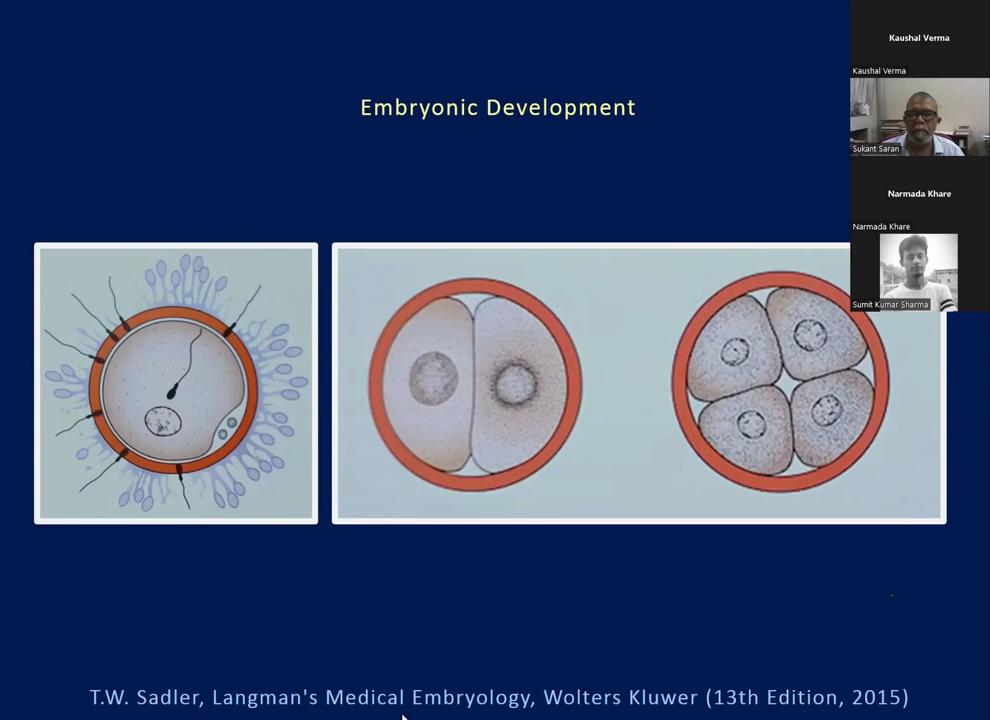 Kaushal Verma
Kaushal Verma
Embryonic Development
Sukant Saran
Narmada Khare
Narmada Khare
Sumit Kumar Sharma
T.W. Sadler, Langman's Medical Embryology, Wolters Kluwer (13th Edition, 2015)